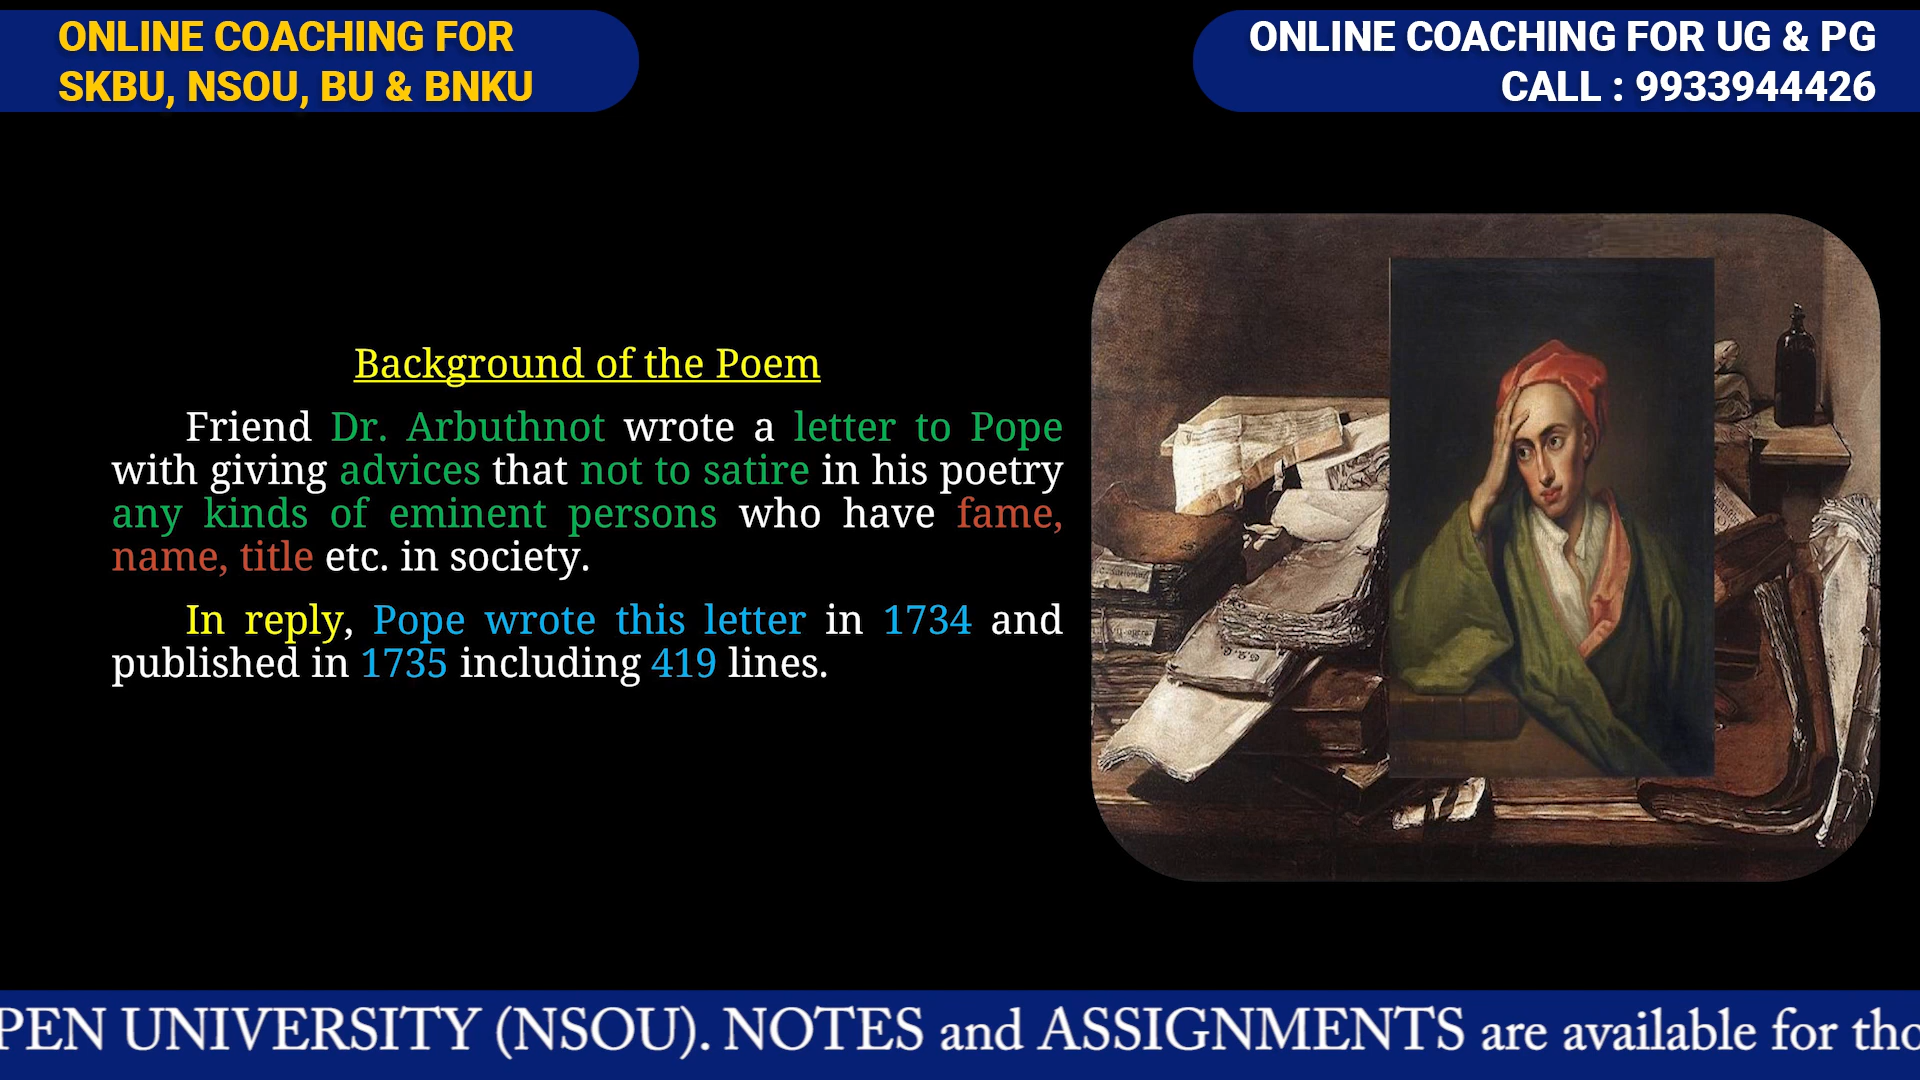 ONLINE COACHING FOR
SKBU, NSOU, BU & BNKU
ONLINE COACHING FOR UG & PG
CALL : 9933944426
Background of the Poem
Friend Dr. Arbuthnot wrote a letter to Pope
with giving advices that not to satire in his poetry
any kinds of eminent persons who have fame,
name, title etc. in society.
In reply, Pope wrote this letter in 1734 and
published in 1735 including 419 lines.
PEN UNIVERSITY (NSOU). NOTES and ASSIGNMENTS are available for tho